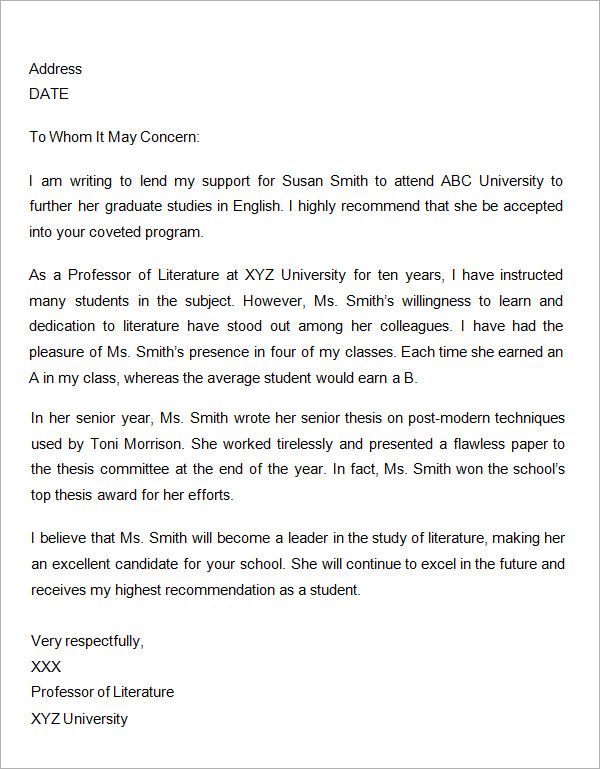 Address
DATE
To Whom It May Concern:
I am writing to lend my support for Susan Smith to attend ABC University to
further her graduate studies in English. I highly recommend that she be accepted
into your coveted program.
As a Professor of Literature at XYZ University for ten years, I have instructed
many students in the subject. However, Ms. Smith’s willingness to learn and
dedication to literature have stood out among her colleagues. I have had the
pleasure of Ms. Smith’s presence in four of my classes. Each time she earned an
A in my class, whereas the average student would earn a B.
In her senior year, Ms. Smith wrote her senior thesis on post-modern techniques
used by Toni Morrison. She worked tirelessly and presented a flawless paper to
the thesis committee at the end of the year. In fact, Ms. Smith won the school’s
top thesis award for her efforts.
I believe that Ms. Smith will become a leader in the study of literature, making her
an excellent candidate for your school. She will continue to excel in the future and
receives my highest recommendation as a student.
Very respectfully,
XXX
Professor of Literature
XYZ University